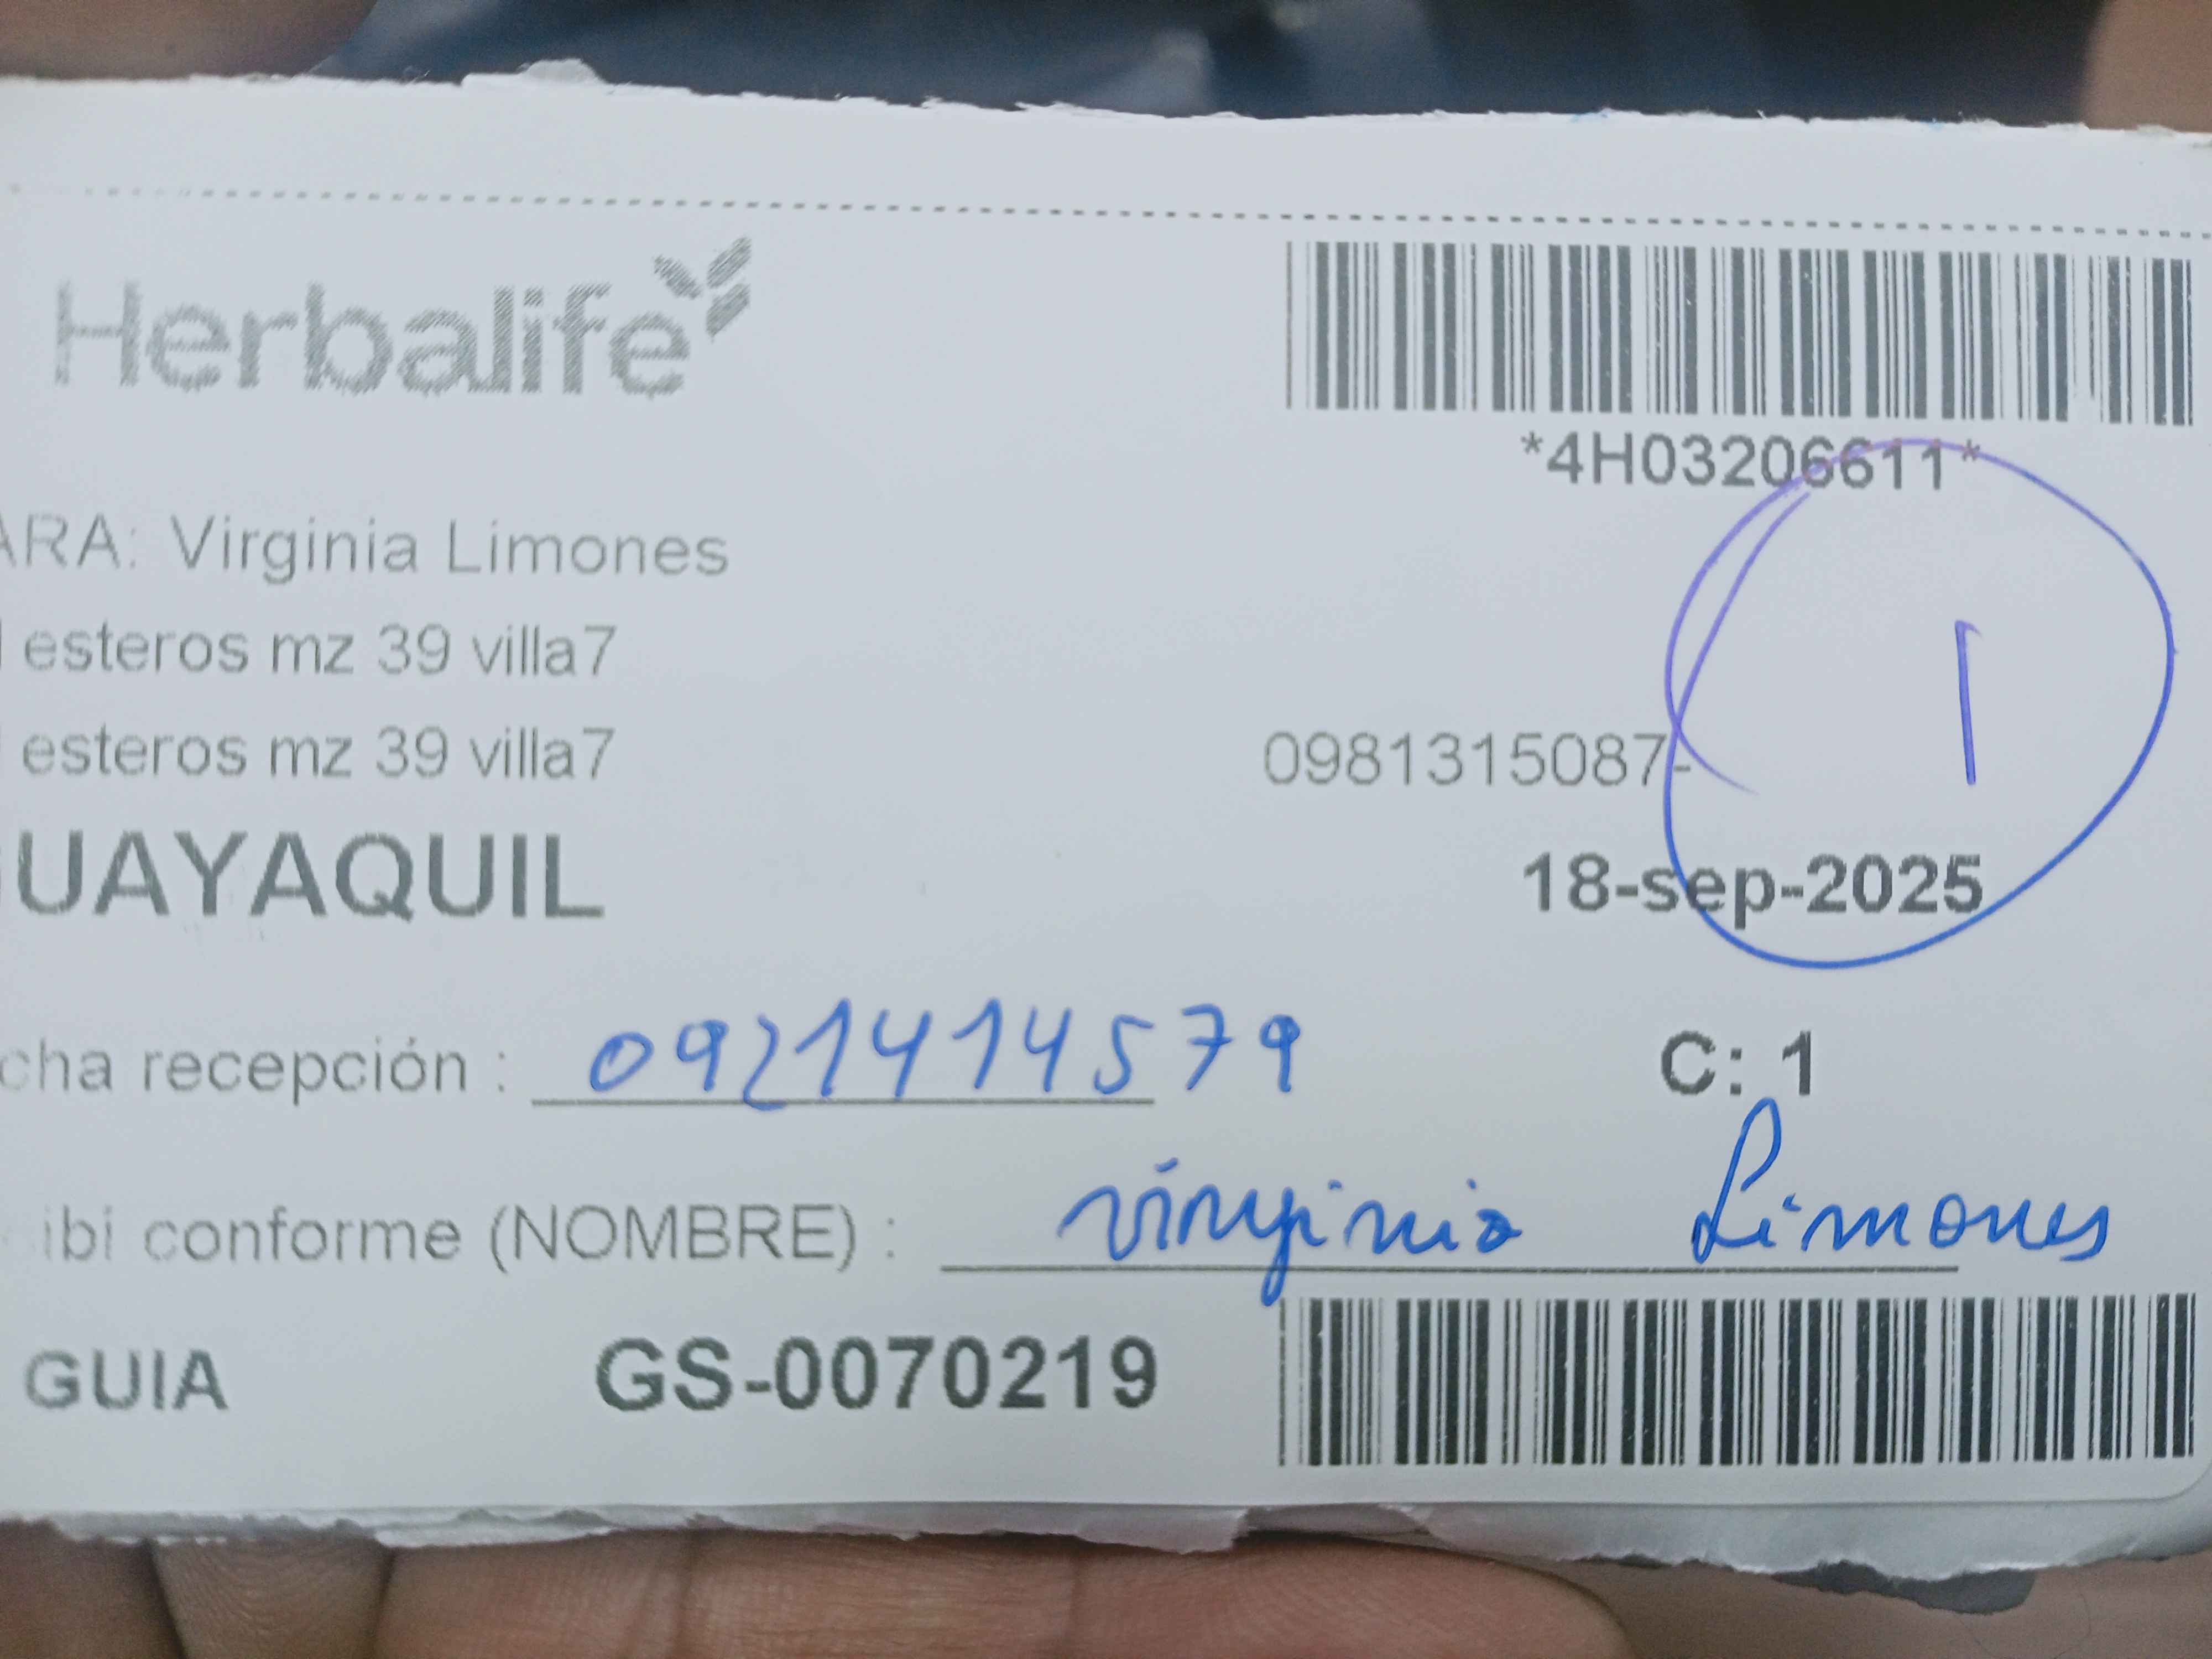 Herbalife
*4H03206611*
ARA: Virginia Limones
esteros mz 39 villa7
1
esteros mz 39 villa7 0981315087-
GUAYAQUIL 18-sep-2025
cha recepción : 0921414579 C: 1
ibi conforme (NOMBRE) : virginia Limones
GUIA GS-0070219